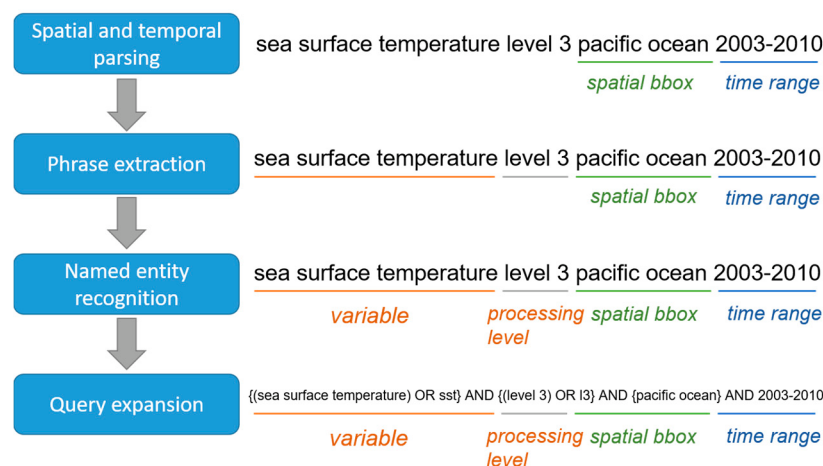 Spatial and temporal
parsing
sea surface temperature level 3 pacific ocean 2003-2010
spatial bbox time range
Phrase extraction
sea surface temperature level 3 pacific ocean 2003-2010
spatial bbox time range
Named entity
recognition
sea surface temperature level 3 pacific ocean 2003-2010
variable processing spatial bbox time range
level
Query expansion
{(sea surface temperature) OR sst} AND {(level 3) OR l3} AND {pacific ocean} AND 2003-2010
variable processing spatial bbox time range
level